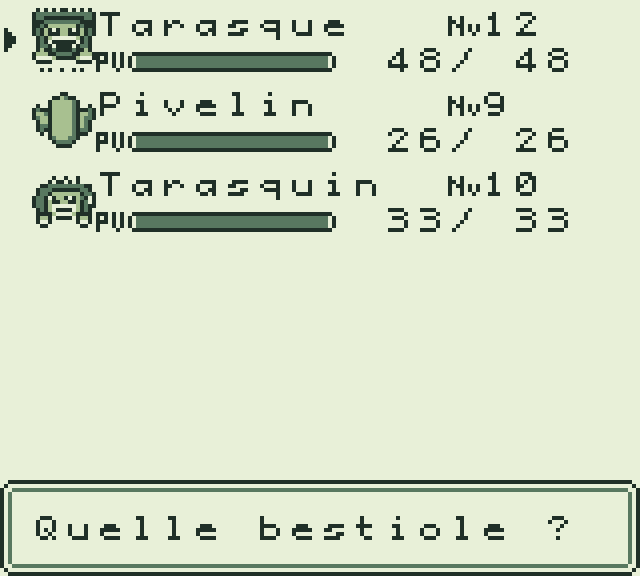 Tarasque Nv12
PV 48/ 48
Pivelin Nv9
PV 26/ 26
Tarasquin Nv10
PV 33/ 33
Quelle bestiole ?